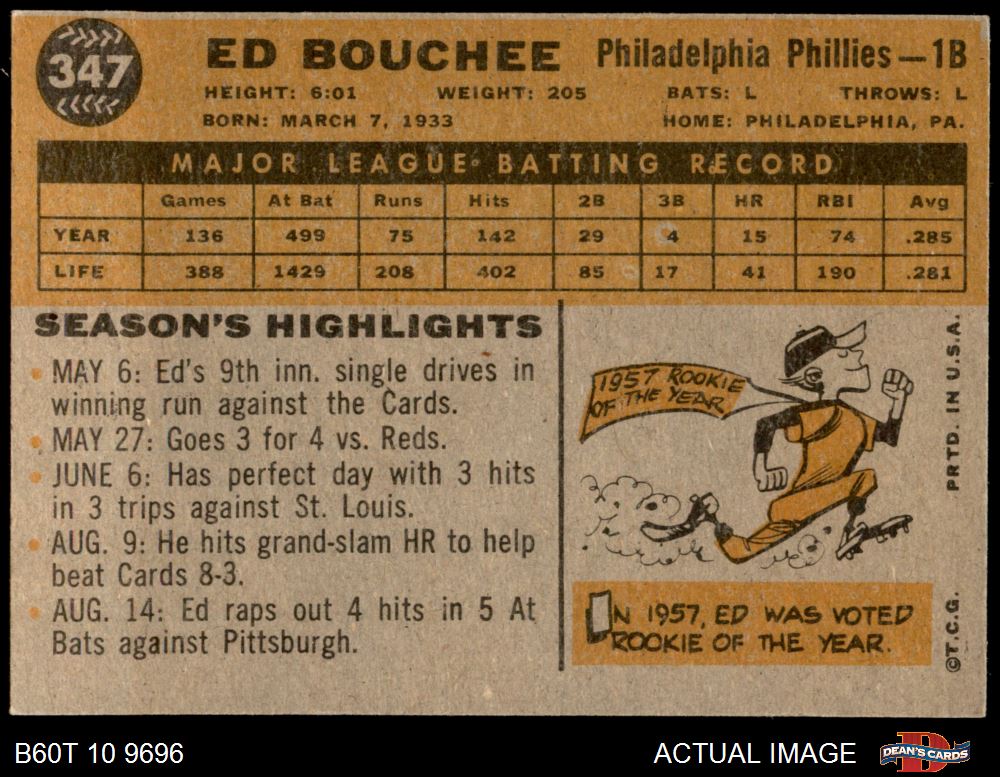 347
ED BOUCHEE Philadelphia Phillies—1B
HEIGHT: 6:01 WEIGHT: 205 BATS: L THROWS: L
BORN: MARCH 7, 1933 HOME: PHILADELPHIA, PA.
MAJOR LEAGUE BATTING RECORD
Games At Bat Runs Hits 2B 3B HR RBI Avg
YEAR 136 499 75 142 29 4 15 74 .285
LIFE 388 1429 208 402 85 17 41 190 .281
SEASON'S HIGHLIGHTS
• MAY 6: Ed's 9th inn. single drives in
winning run against the Cards.
• MAY 27: Goes 3 for 4 vs. Reds.
• JUNE 6: Has perfect day with 3 hits
in 3 trips against St. Louis.
• AUG. 9: He hits grand-slam HR to help
beat Cards 8-3.
• AUG. 14: Ed raps out 4 hits in 5 At
Bats against Pittsburgh.
1957 ROOKIE
OF THE YEAR
IN 1957, ED WAS VOTED
ROOKIE OF THE YEAR.
©T.C.G. PRTD. IN U.S.A.
B60T 10 9696 ACTUAL IMAGE DEAN'S CARDS